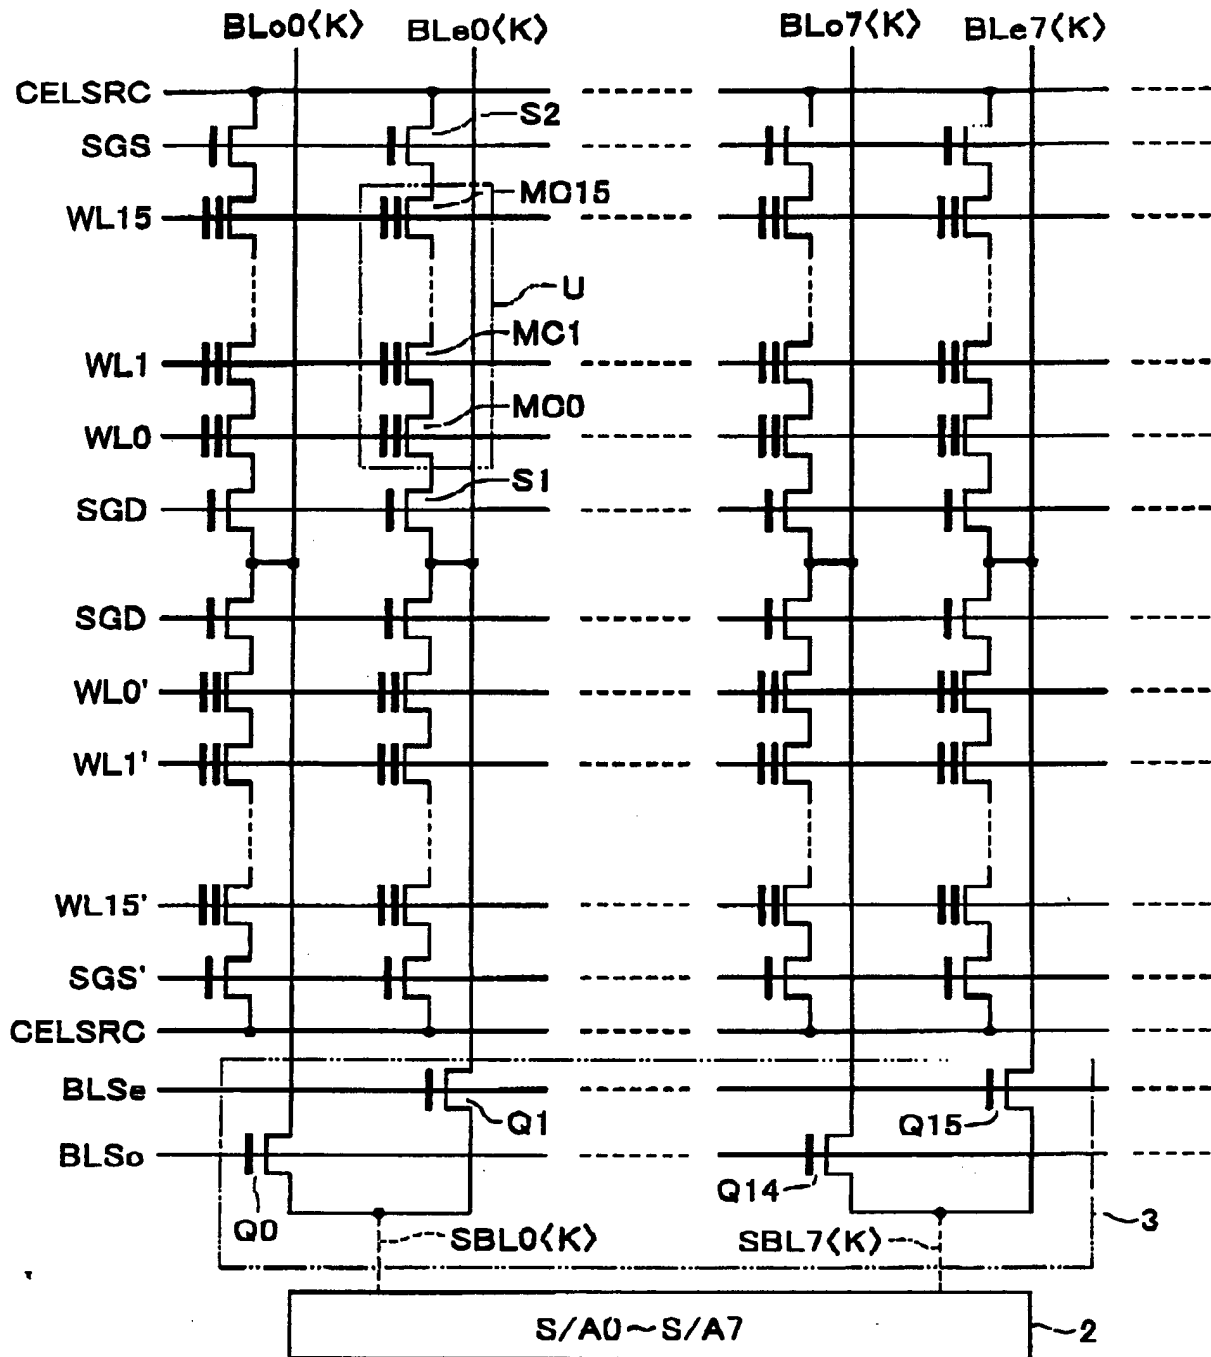 BLo0⟨K⟩ BLe0⟨K⟩ BLo7⟨K⟩ BLe7⟨K⟩
CELSRC
S2
SGS
MC15
WL15
U
MC1
WL1
MC0
WL0
S1
SGD
SGD
WL0'
WL1'
WL15'
SGS'
CELSRC
BLSe
Q1 Q15
BLSo
Q0 Q14
SBL0⟨K⟩ SBL7⟨K⟩ 3
S/A0~S/A7 2